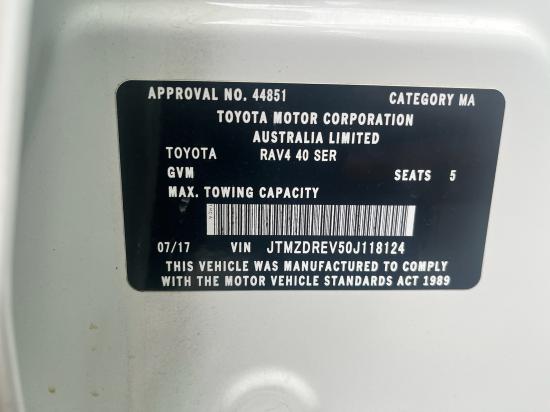 APPROVAL NO. 44851 CATEGORY MA
TOYOTA MOTOR CORPORATION
AUSTRALIA LIMITED
TOYOTA RAV4 40 SER
GVM SEATS 5
MAX. TOWING CAPACITY
07/17 VIN JTMZDREV50J118124
THIS VEHICLE WAS MANUFACTURED TO COMPLY
WITH THE MOTOR VEHICLE STANDARDS ACT 1989